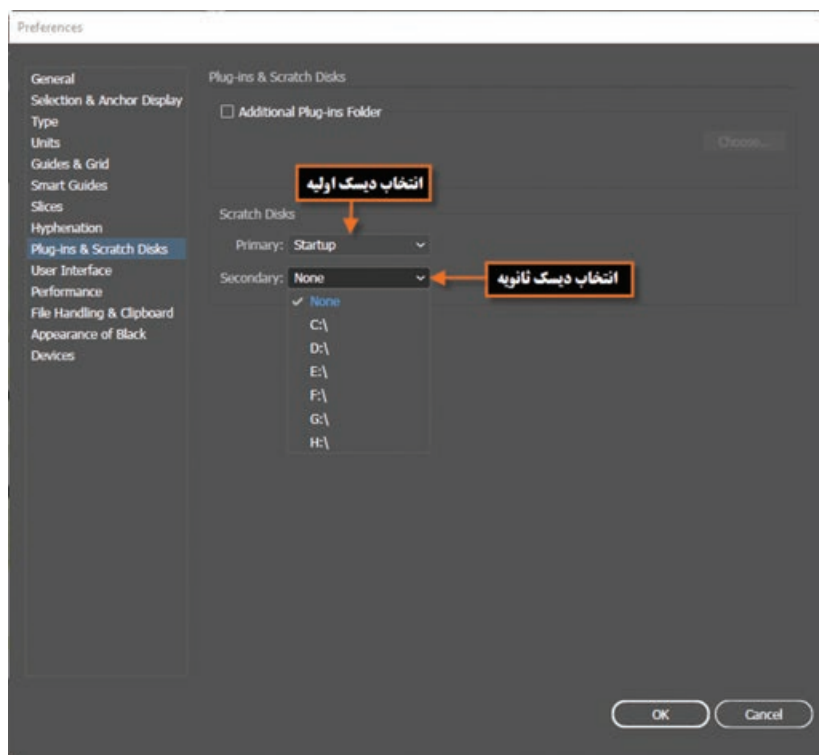 Preferences
General
Selection & Anchor Display
Type
Units
Guides & Grid
Smart Guides
Slices
Hyphenation
Plug-ins & Scratch Disks
User Interface
Performance
File Handling & Clipboard
Appearance of Black
Devices
Plug-ins & Scratch Disks
Additional Plug-ins Folder
Choose...
انتخاب دیسک اولیه
Scratch Disks
Primary: Startup
Secondary: None
انتخاب دیسک ثانویه
None
C:\
D:\
E:\
F:\
G:\
H:\
OK
Cancel